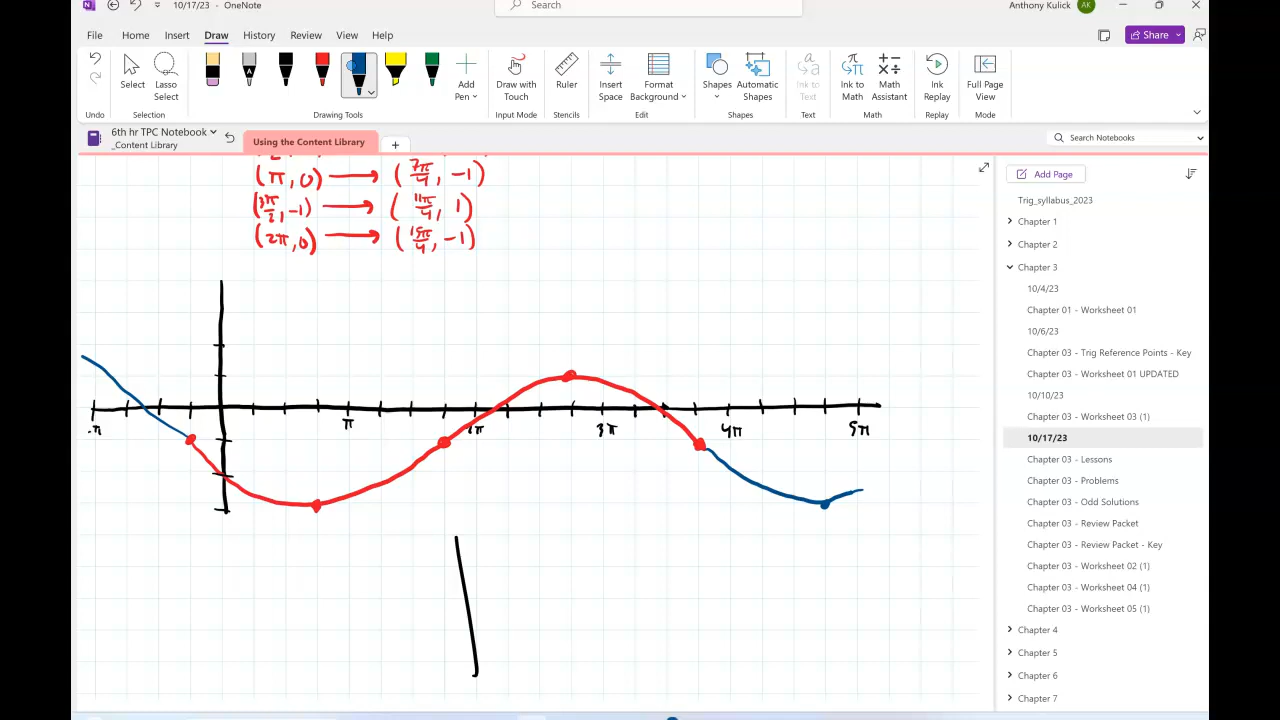 10/17/23 - OneNote
Search
Anthony Kulick AK
File Home Insert Draw History Review View Help Share
Undo
Select
Lasso Select
Add Pen
Draw with Touch
Ruler
Insert Space
Format Background
Shapes
Automatic Shapes
Ink to Text
Ink to Math
Math Assistant
Ink Replay
Full Page View
Undo Drawing Tools Input Mode Stencils Edit Shapes Text Math Mode
6th hr TPC Notebook
_Content Library
Using the Content Library
+
Search Notebooks
(π, 0) → (7π/4, -1)
(3π/2, -1) → (11π/4, 1)
(2π, 0) → (15π/4, -1)
-π π 2π 3π 4π 5π
Add Page
Trig_syllabus_2023
Chapter 1
Chapter 2
Chapter 3
10/4/23
Chapter 01 - Worksheet 01
10/6/23
Chapter 03 - Trig Reference Points - Key
Chapter 03 - Worksheet 01 UPDATED
10/10/23
Chapter 03 - Worksheet 03 (1)
10/17/23
Chapter 03 - Lessons
Chapter 03 - Problems
Chapter 03 - Odd Solutions
Chapter 03 - Review Packet
Chapter 03 - Review Packet - Key
Chapter 03 - Worksheet 02 (1)
Chapter 03 - Worksheet 04 (1)
Chapter 03 - Worksheet 05 (1)
Chapter 4
Chapter 5
Chapter 6
Chapter 7